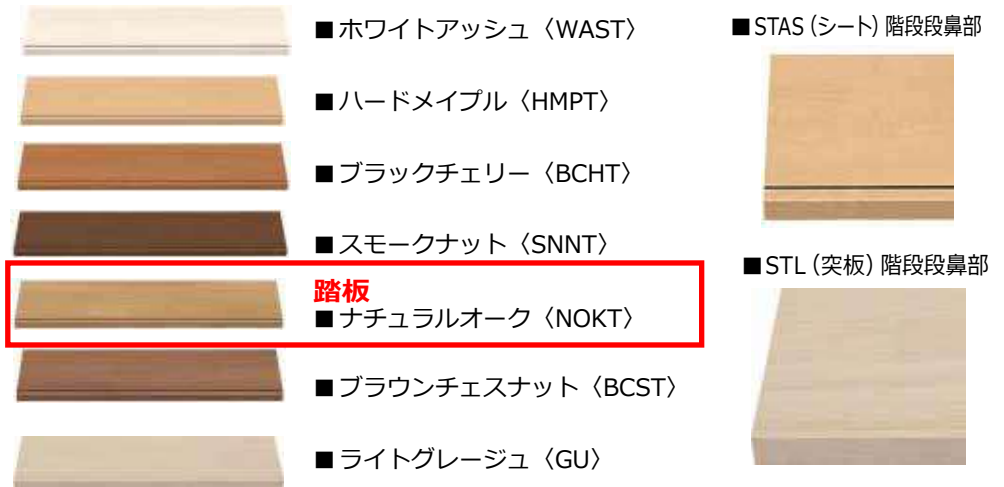 ■ホワイトアッシュ〈WAST〉
■ハードメイプル〈HMPT〉
■ブラックチェリー〈BCHT〉
■スモークナット〈SNNT〉
踏板
■ナチュラルオーク〈NOKT〉
■ブラウンチェスナット〈BCST〉
■ライトグレージュ〈GU〉
■STAS（シート）階段段鼻部
■STL（突板）階段段鼻部